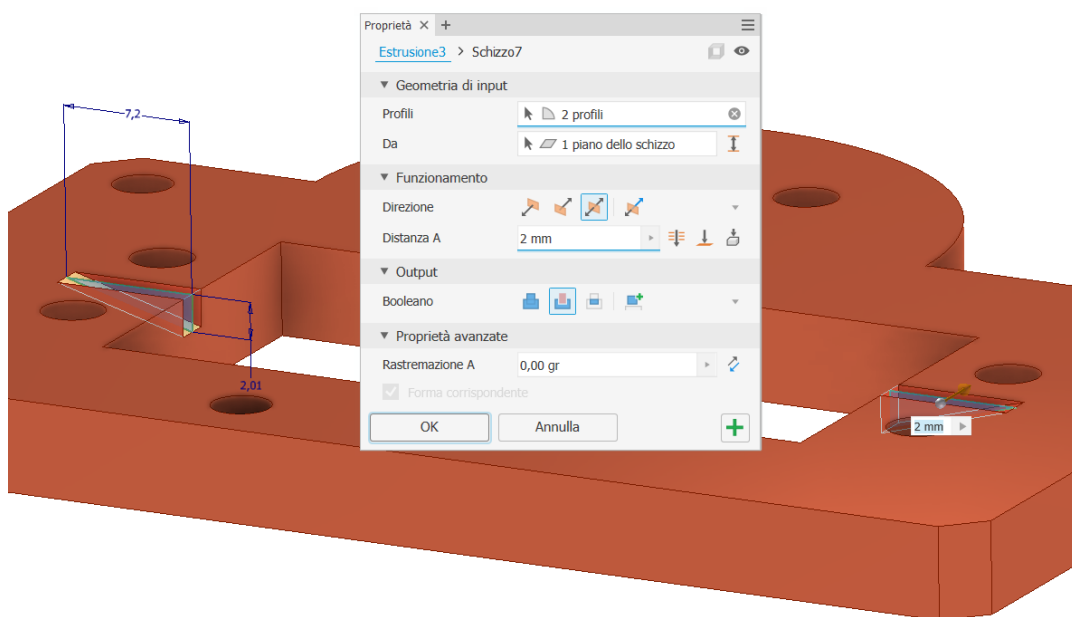 Proprietà
Estrusione3 > Schizzo7
Geometria di input
Profili
2 profili
Da
1 piano dello schizzo
Funzionamento
Direzione
Distanza A
2 mm
Output
Booleano
Proprietà avanzate
Rastremazione A
0,00 gr
Forma corrispondente
OK
Annulla
7,2
2,01
2 mm